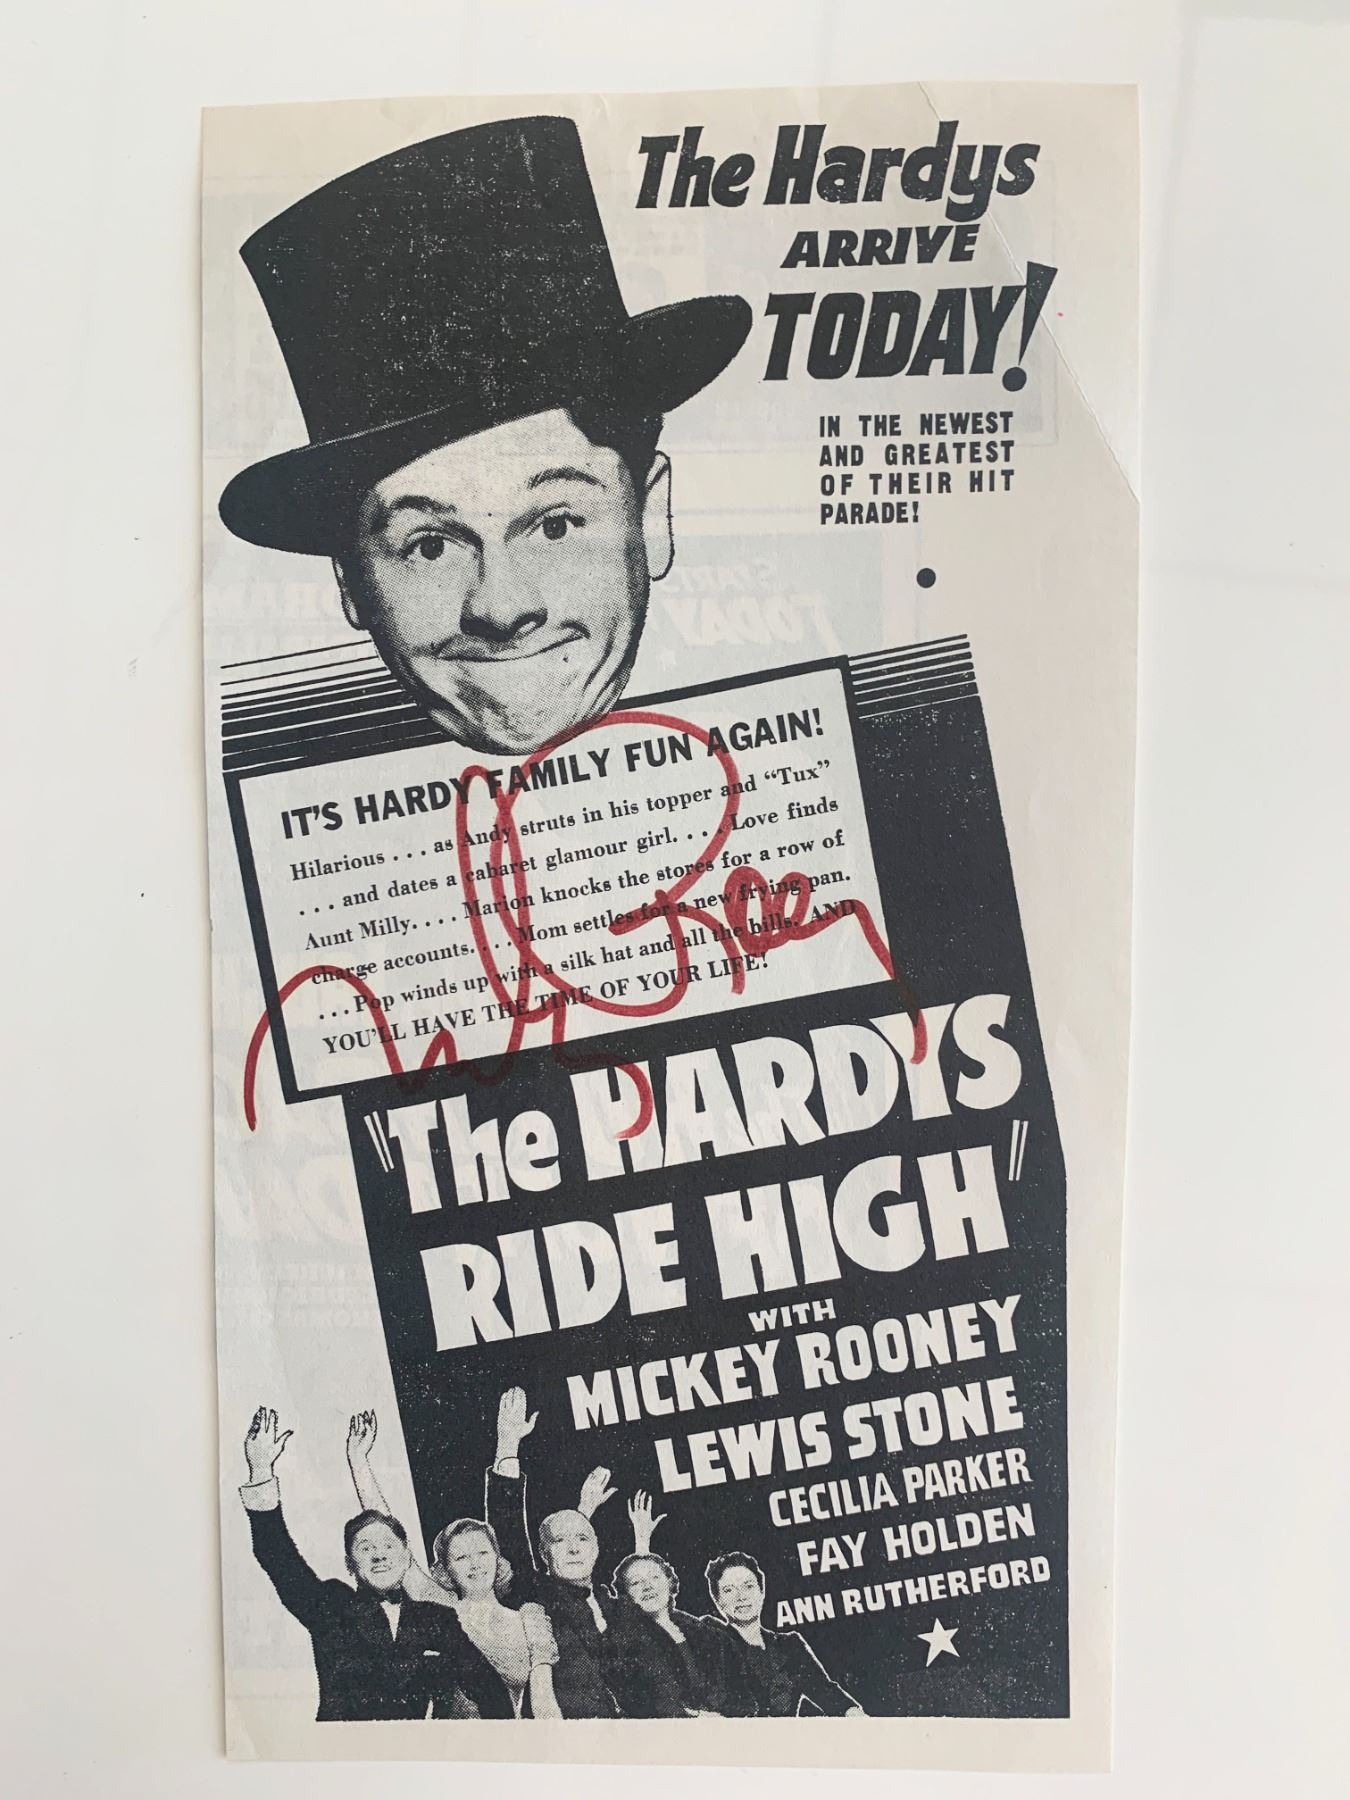 The Hardys
ARRIVE
TODAY!
IN THE NEWEST
AND GREATEST
OF THEIR HIT
PARADE!
IT'S HARDY FAMILY FUN AGAIN!
Hilarious . . . as Andy struts in his topper and "Tux"
. . . and dates a cabaret glamour girl. . . . Love finds
Aunt Milly. . . . Marion knocks the stores for a row of
charge accounts. . . . Mom settles for a new frying pan.
. . . Pop winds up with a silk hat and all the bills. AND
YOU'LL HAVE THE TIME OF YOUR LIFE!
"The HARDYS
RIDE HIGH"
WITH
MICKEY ROONEY
LEWIS STONE
CECILIA PARKER
FAY HOLDEN
ANN RUTHERFORD